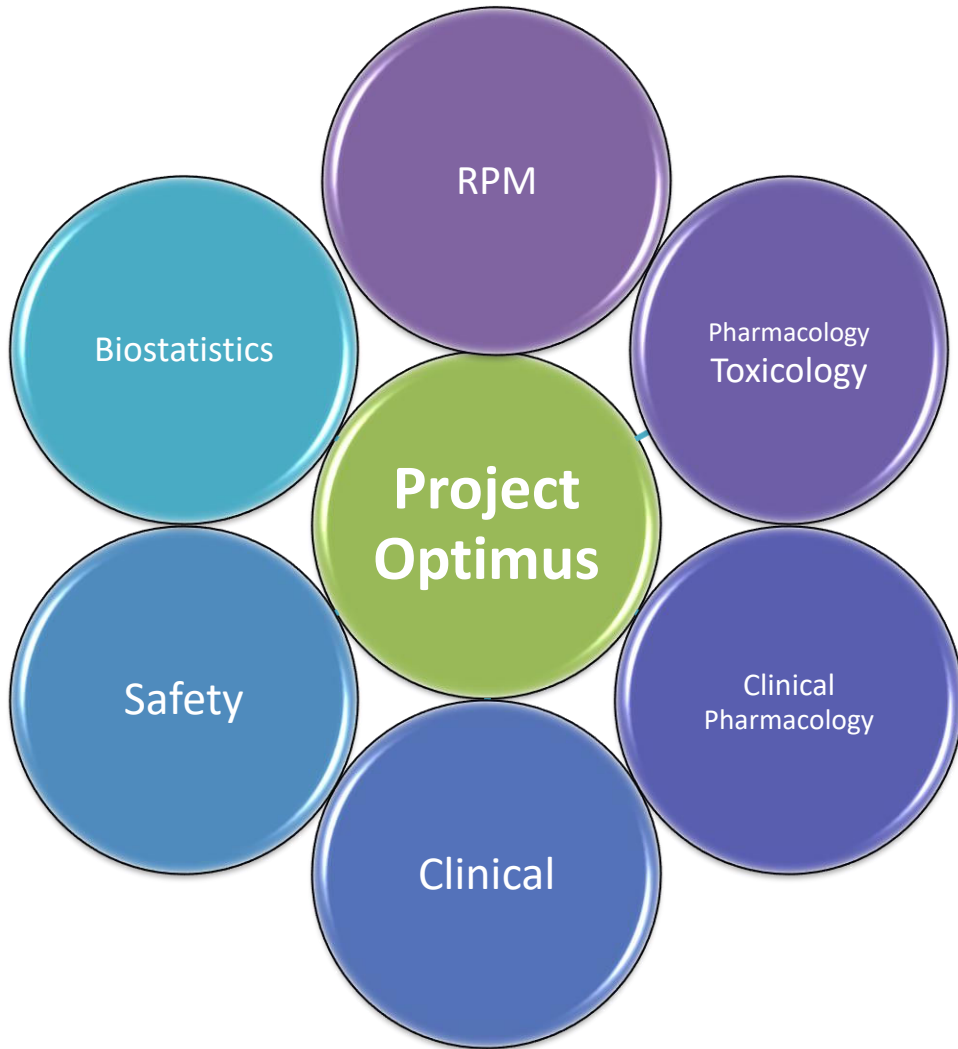 RPM
Pharmacology
Toxicology
Clinical
Pharmacology
Clinical
Safety
Biostatistics
Project
Optimus